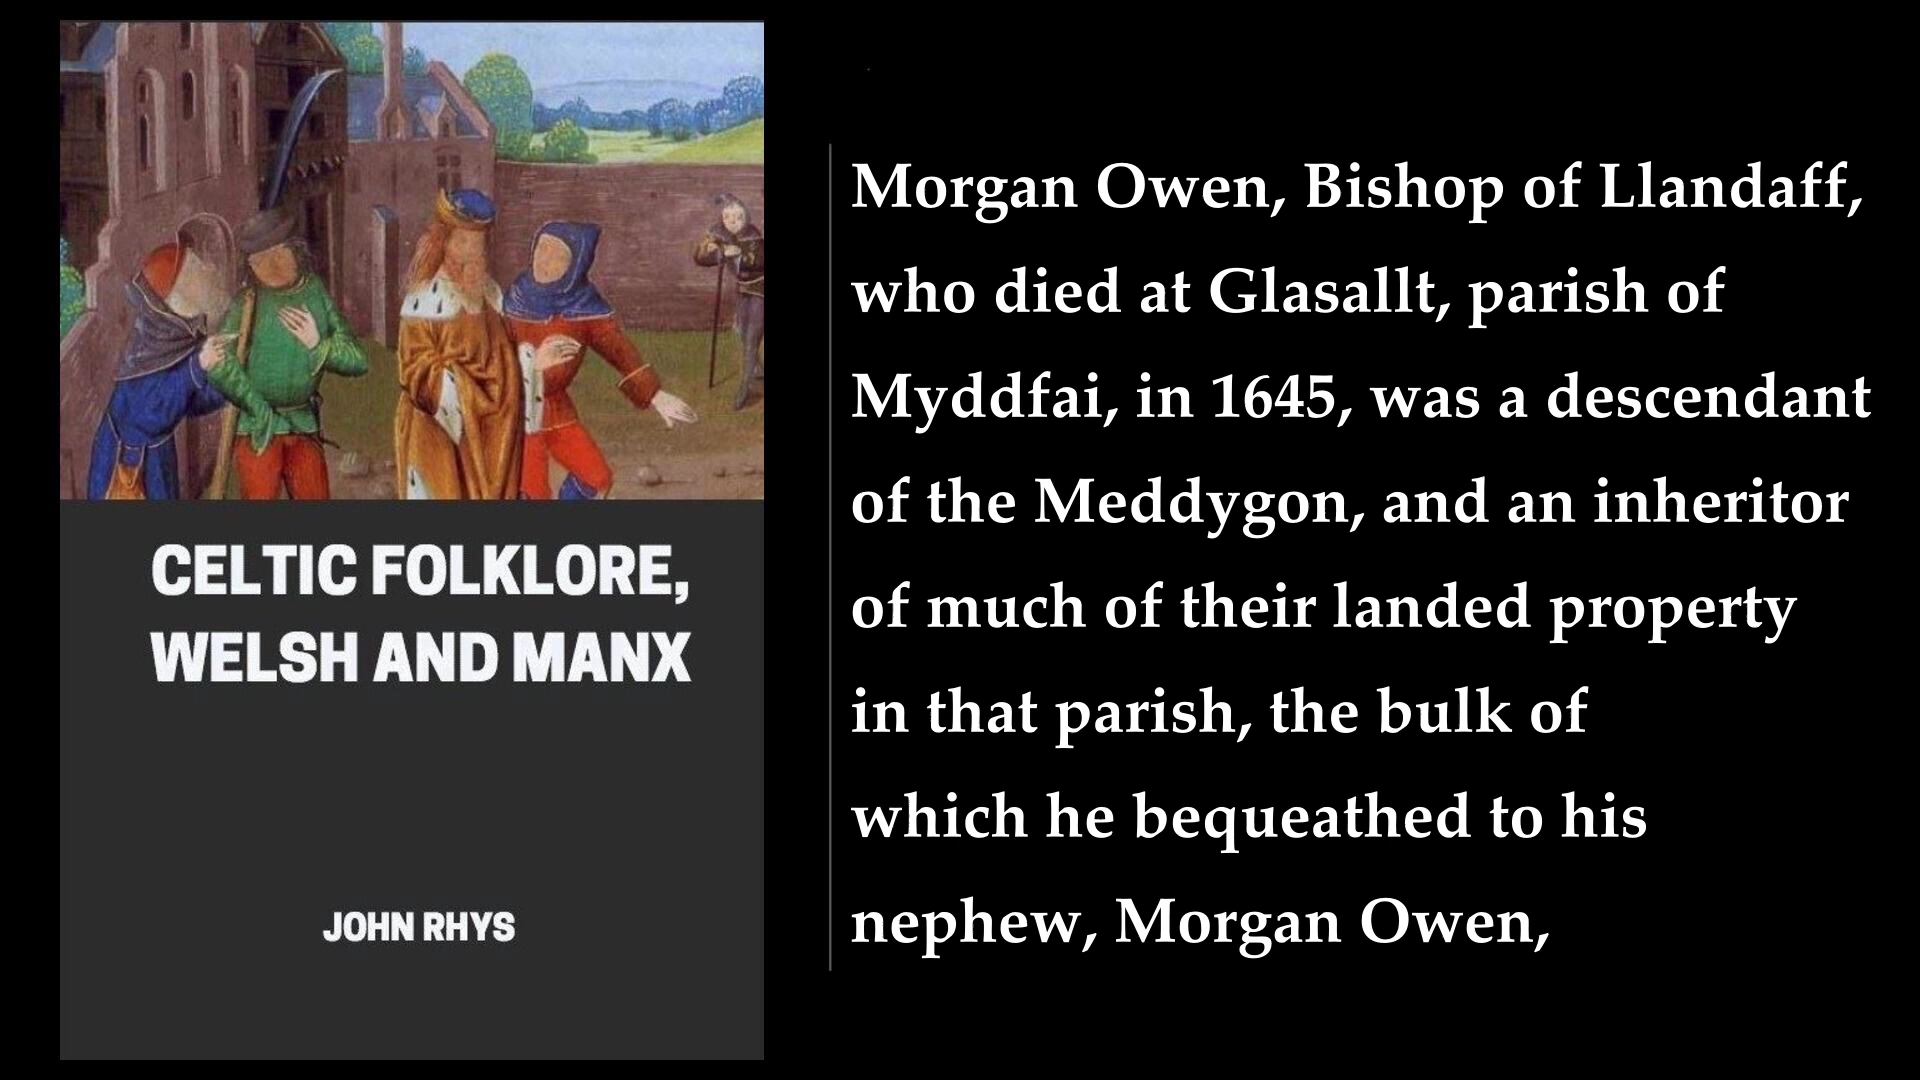 CELTIC FOLKLORE,
WELSH AND MANX
JOHN RHYS
Morgan Owen, Bishop of Llandaff,
who died at Glasallt, parish of
Myddfai, in 1645, was a descendant
of the Meddygon, and an inheritor
of much of their landed property
in that parish, the bulk of
which he bequeathed to his
nephew, Morgan Owen,